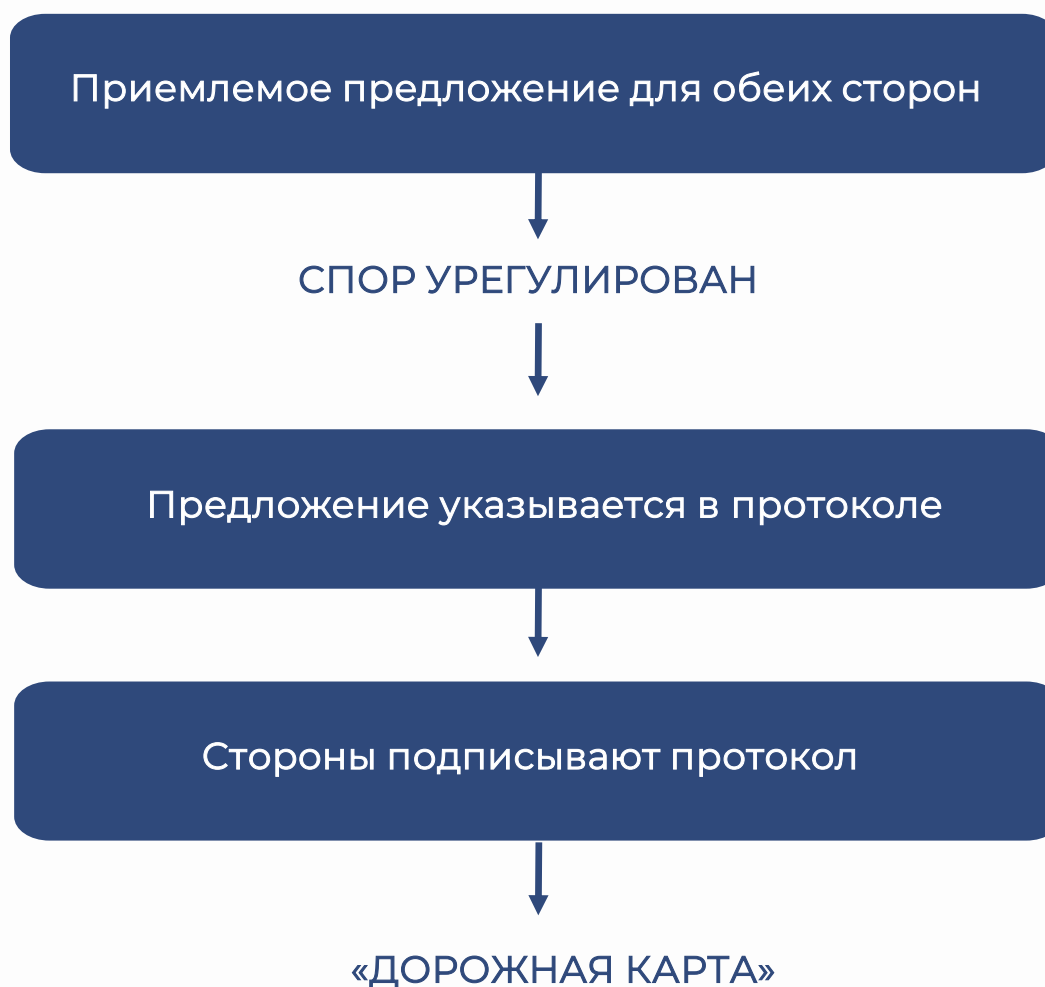 Приемлемое предложение для обеих сторон
СПОР УРЕГУЛИРОВАН
Предложение указывается в протоколе
Стороны подписывают протокол
«ДОРОЖНАЯ КАРТА»